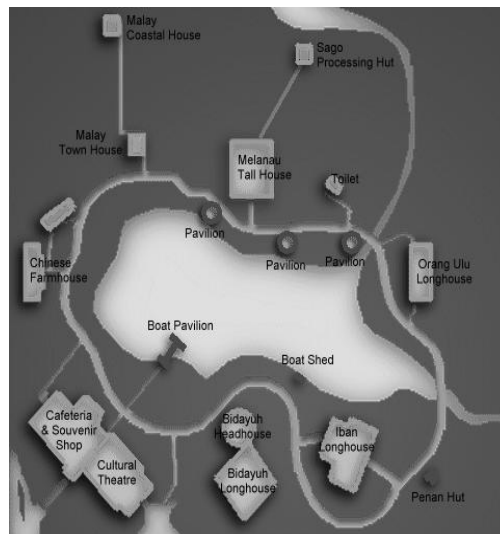 Malay
Coastal House
Sago
Processing Hut
Malay
Town House
Melanau
Tall House
Toilet
Pavilion
Pavilion
Pavilion
Chinese
Farmhouse
Orang Ulu
Longhouse
Boat Pavilion
Boat Shed
Cafeteria
& Souvenir
Shop
Bidayuh
Headhouse
Iban
Longhouse
Cultural
Theatre
Bidayuh
Longhouse
Penan Hut